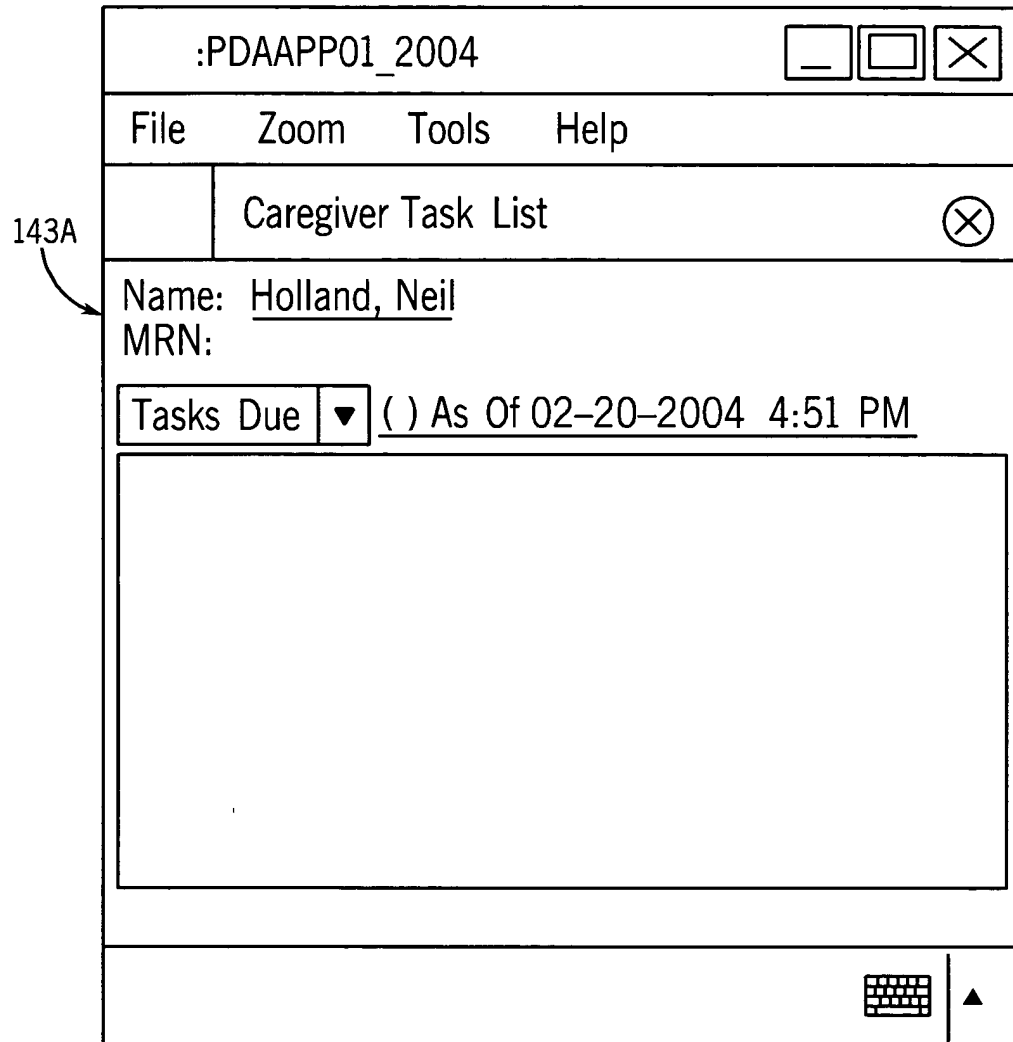 :PDAAPP01_2004
File Zoom Tools Help
Caregiver Task List
143A
Name: Holland, Neil
MRN:
Tasks Due ( ) As Of 02–20–2004 4:51 PM